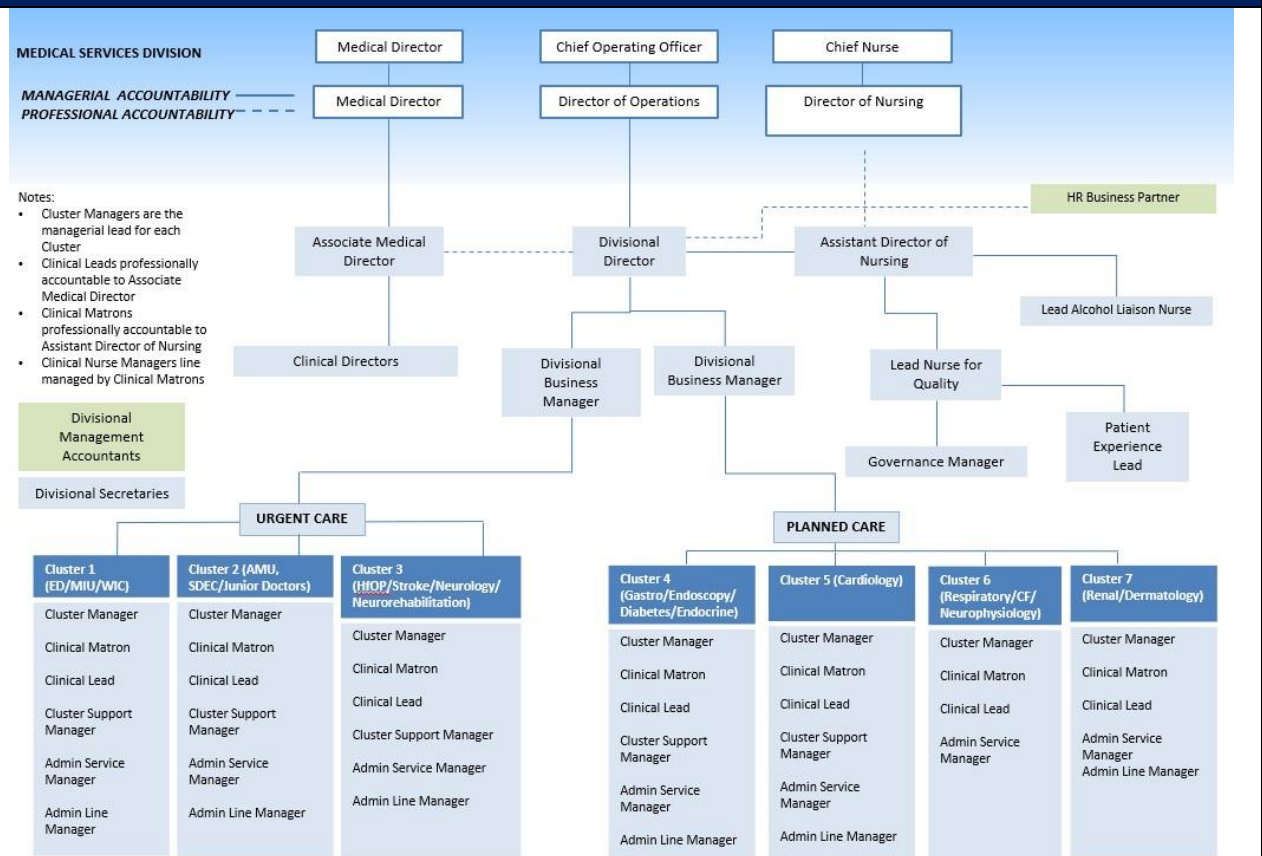 MEDICAL SERVICES DIVISION
MANAGERIAL ACCOUNTABILITY
PROFESSIONAL ACCOUNTABILITY
Medical Director
Chief Operating Officer
Chief Nurse
Medical Director
Director of Operations
Director of Nursing
HR Business Partner
Notes:
• Cluster Managers are the
managerial lead for each
Cluster
• Clinical Leads professionally
accountable to Associate
Medical Director
• Clinical Matrons
professionally accountable to
Assistant Director of Nursing
• Clinical Nurse Managers line
managed by Clinical Matrons
Associate Medical
Director
Divisional
Director
Assistant Director of
Nursing
Lead Alcohol Liaison Nurse
Clinical Directors
Divisional
Business
Manager
Divisional
Business Manager
Lead Nurse for
Quality
Patient
Experience
Lead
Governance Manager
Divisional
Management
Accountants
Divisional Secretaries
URGENT CARE
PLANNED CARE
Cluster 1
(ED/MIU/WIC)
Cluster Manager
Clinical Matron
Clinical Lead
Cluster Support
Manager
Admin Service
Manager
Admin Line
Manager
Cluster 2 (AMU,
SDEC/Junior Doctors)
Cluster Manager
Clinical Matron
Clinical Lead
Cluster Support
Manager
Admin Service
Manager
Admin Line Manager
Cluster 3
(HfOP/Stroke/Neurology/
Neurorehabilitation)
Cluster Manager
Clinical Matron
Clinical Lead
Cluster Support Manager
Admin Service Manager
Admin Line Manager
Cluster 4
(Gastro/Endoscopy/
Diabetes/Endocrine)
Cluster Manager
Clinical Matron
Clinical Lead
Cluster Support
Manager
Admin Service
Manager
Admin Line Manager
Cluster 5 (Cardiology)
Cluster Manager
Clinical Matron
Clinical Lead
Cluster Support
Manager
Admin Service
Manager
Admin Line Manager
Cluster 6
(Respiratory/CF/
Neurophysiology)
Cluster Manager
Clinical Matron
Clinical Lead
Admin Service
Manager
Cluster 7
(Renal/Dermatology)
Cluster Manager
Clinical Matron
Clinical Lead
Admin Service
Manager
Admin Line Manager